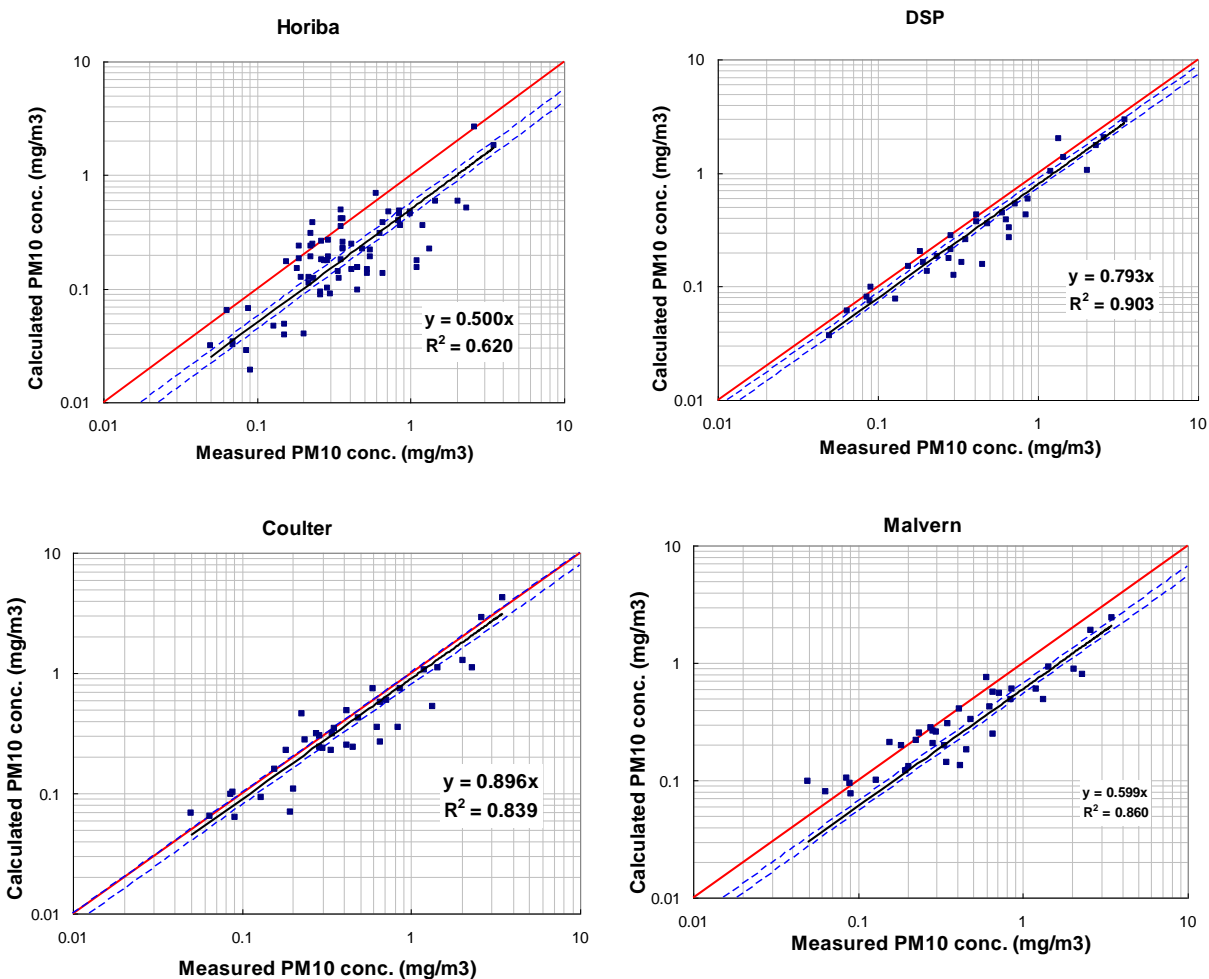 Horiba
10
1
0.1
0.01
0.01
0.1
1
10
Calculated PM10 conc. (mg/m3)
Measured PM10 conc. (mg/m3)
y = 0.500x
R² = 0.620
DSP
10
1
0.1
0.01
0.01
0.1
1
10
Calculated PM10 conc. (mg/m3)
Measured PM10 conc. (mg/m3)
y = 0.793x
R² = 0.903
Coulter
10
1
0.1
0.01
0.01
0.1
1
10
Calculated PM10 conc. (mg/m3)
Measured PM10 conc. (mg/m3)
y = 0.896x
R² = 0.839
Malvern
10
1
0.1
0.01
0.01
0.1
1
10
Calculated PM10 conc. (mg/m3)
Measured PM10 conc. (mg/m3)
y = 0.599x
R² = 0.860